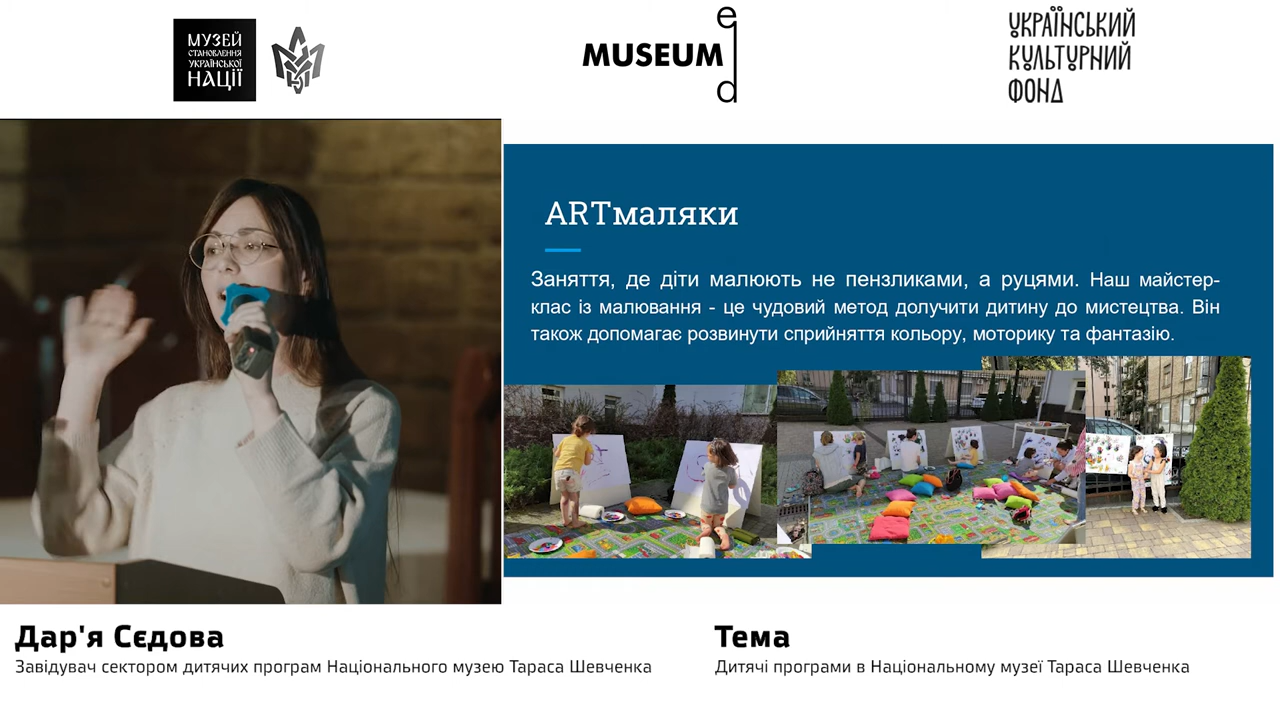 МУЗЕЙ
СТАНОВЛЕННЯ
УКРАЇНСЬКОЇ
НАЦІЇ
MUSEUM
ed
УКРАЇНСЬКИЙ
КУЛЬТУРНИЙ
ФОНД
ARTмаляки
Заняття, де діти малюють не пензликами, а руцями. Наш майстер-
клас із малювання - це чудовий метод долучити дитину до мистецтва. Він
також допомагає розвинути сприйняття кольору, моторику та фантазію.
Дар'я Сєдова
Завідувач сектором дитячих програм Національного музею Тараса Шевченка
Тема
Дитячі програми в Національному музеї Тараса Шевченка